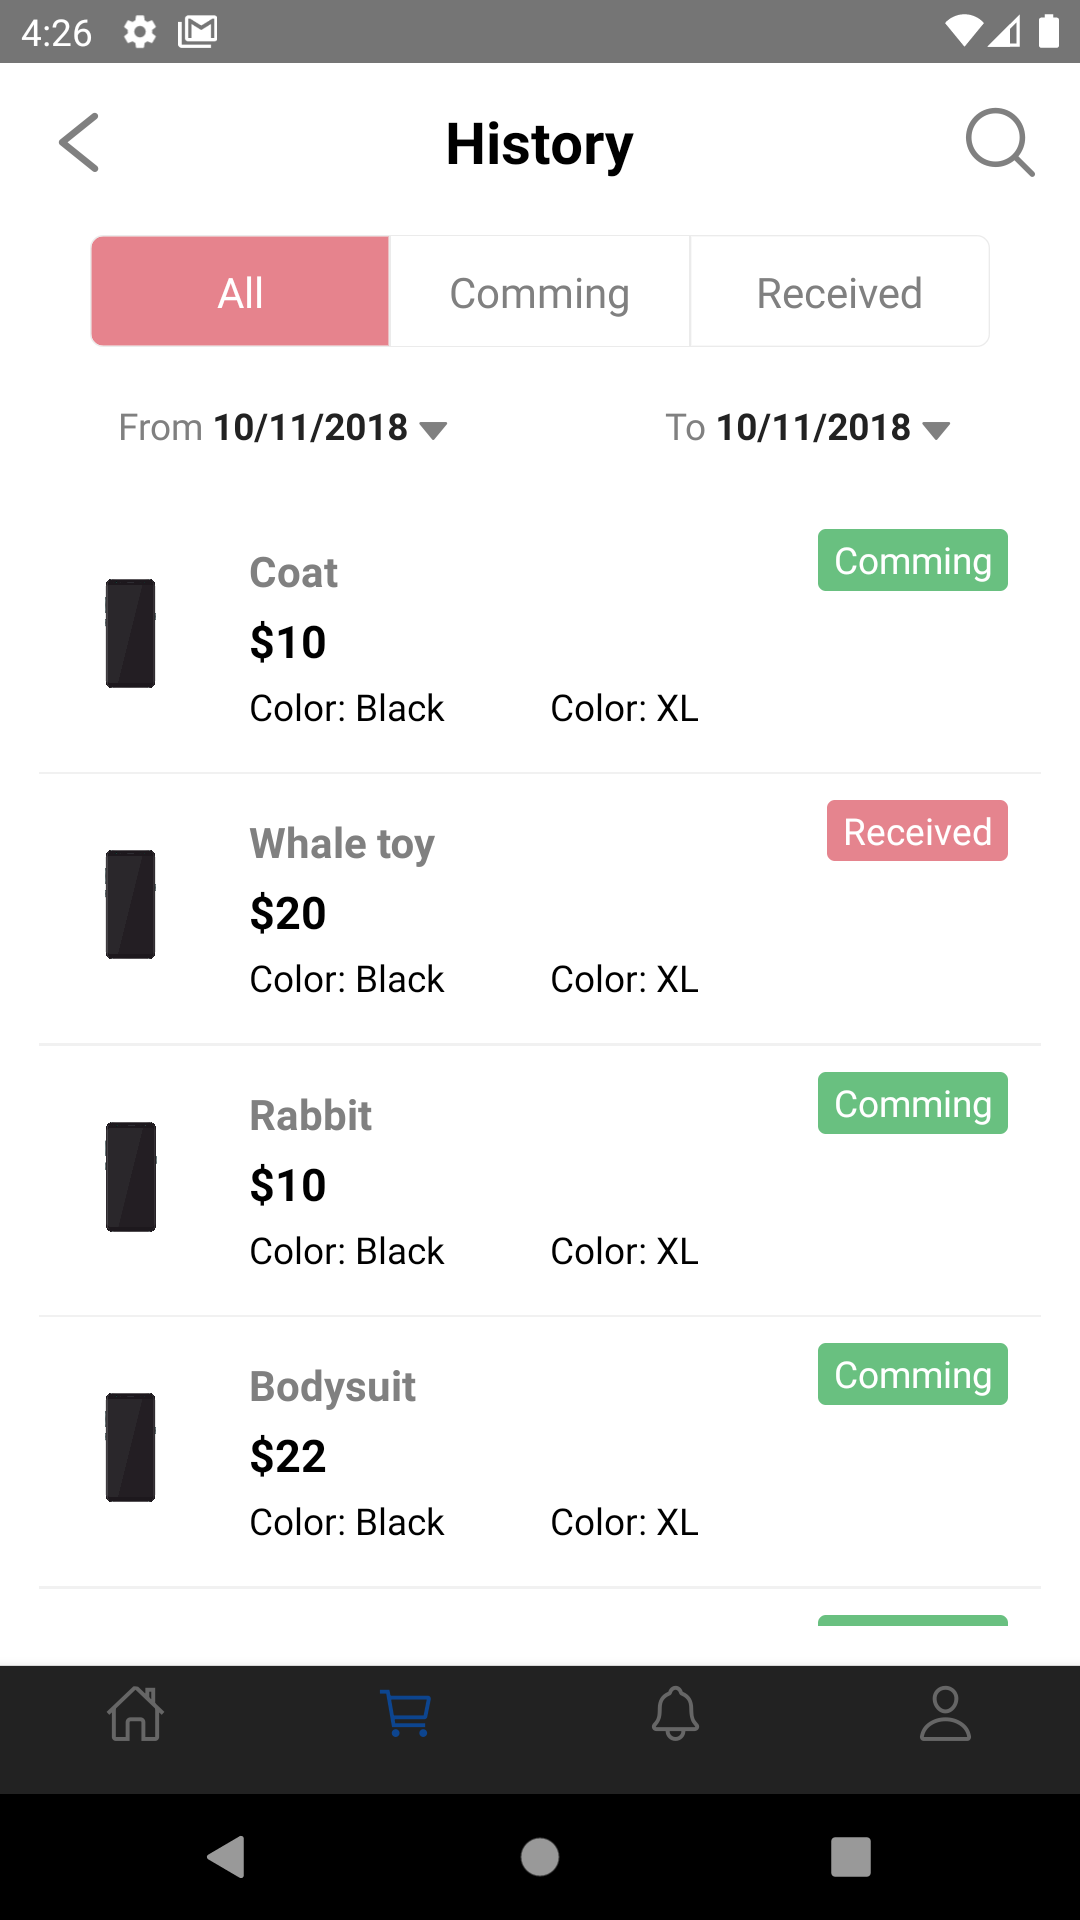 4:26
History
All
Comming
Received
From 10/11/2018
To 10/11/2018
Coat
Comming
$10
Color: Black
Color: XL
Whale toy
Received
$20
Color: Black
Color: XL
Rabbit
Comming
$10
Color: Black
Color: XL
Bodysuit
Comming
$22
Color: Black
Color: XL